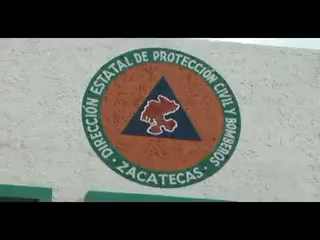 DIRECCIÓN ESTATAL DE PROTECCIÓN CIVIL Y BOMBEROS
· ZACATECAS ·